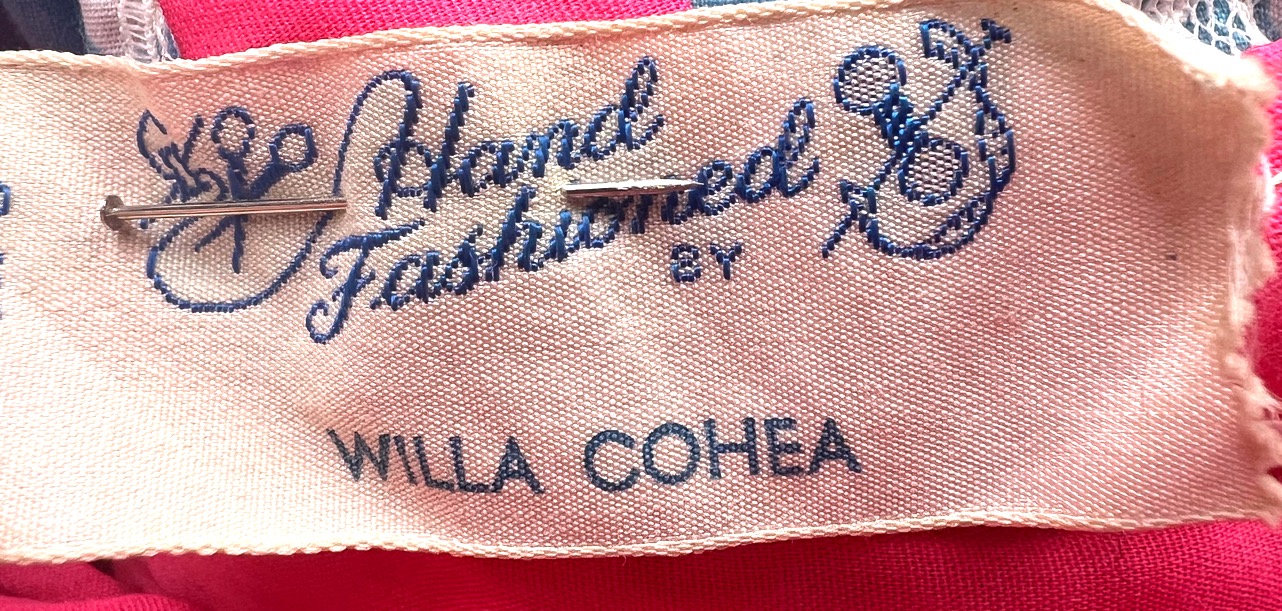 Hand
Fashioned
BY
WILLA COHEA